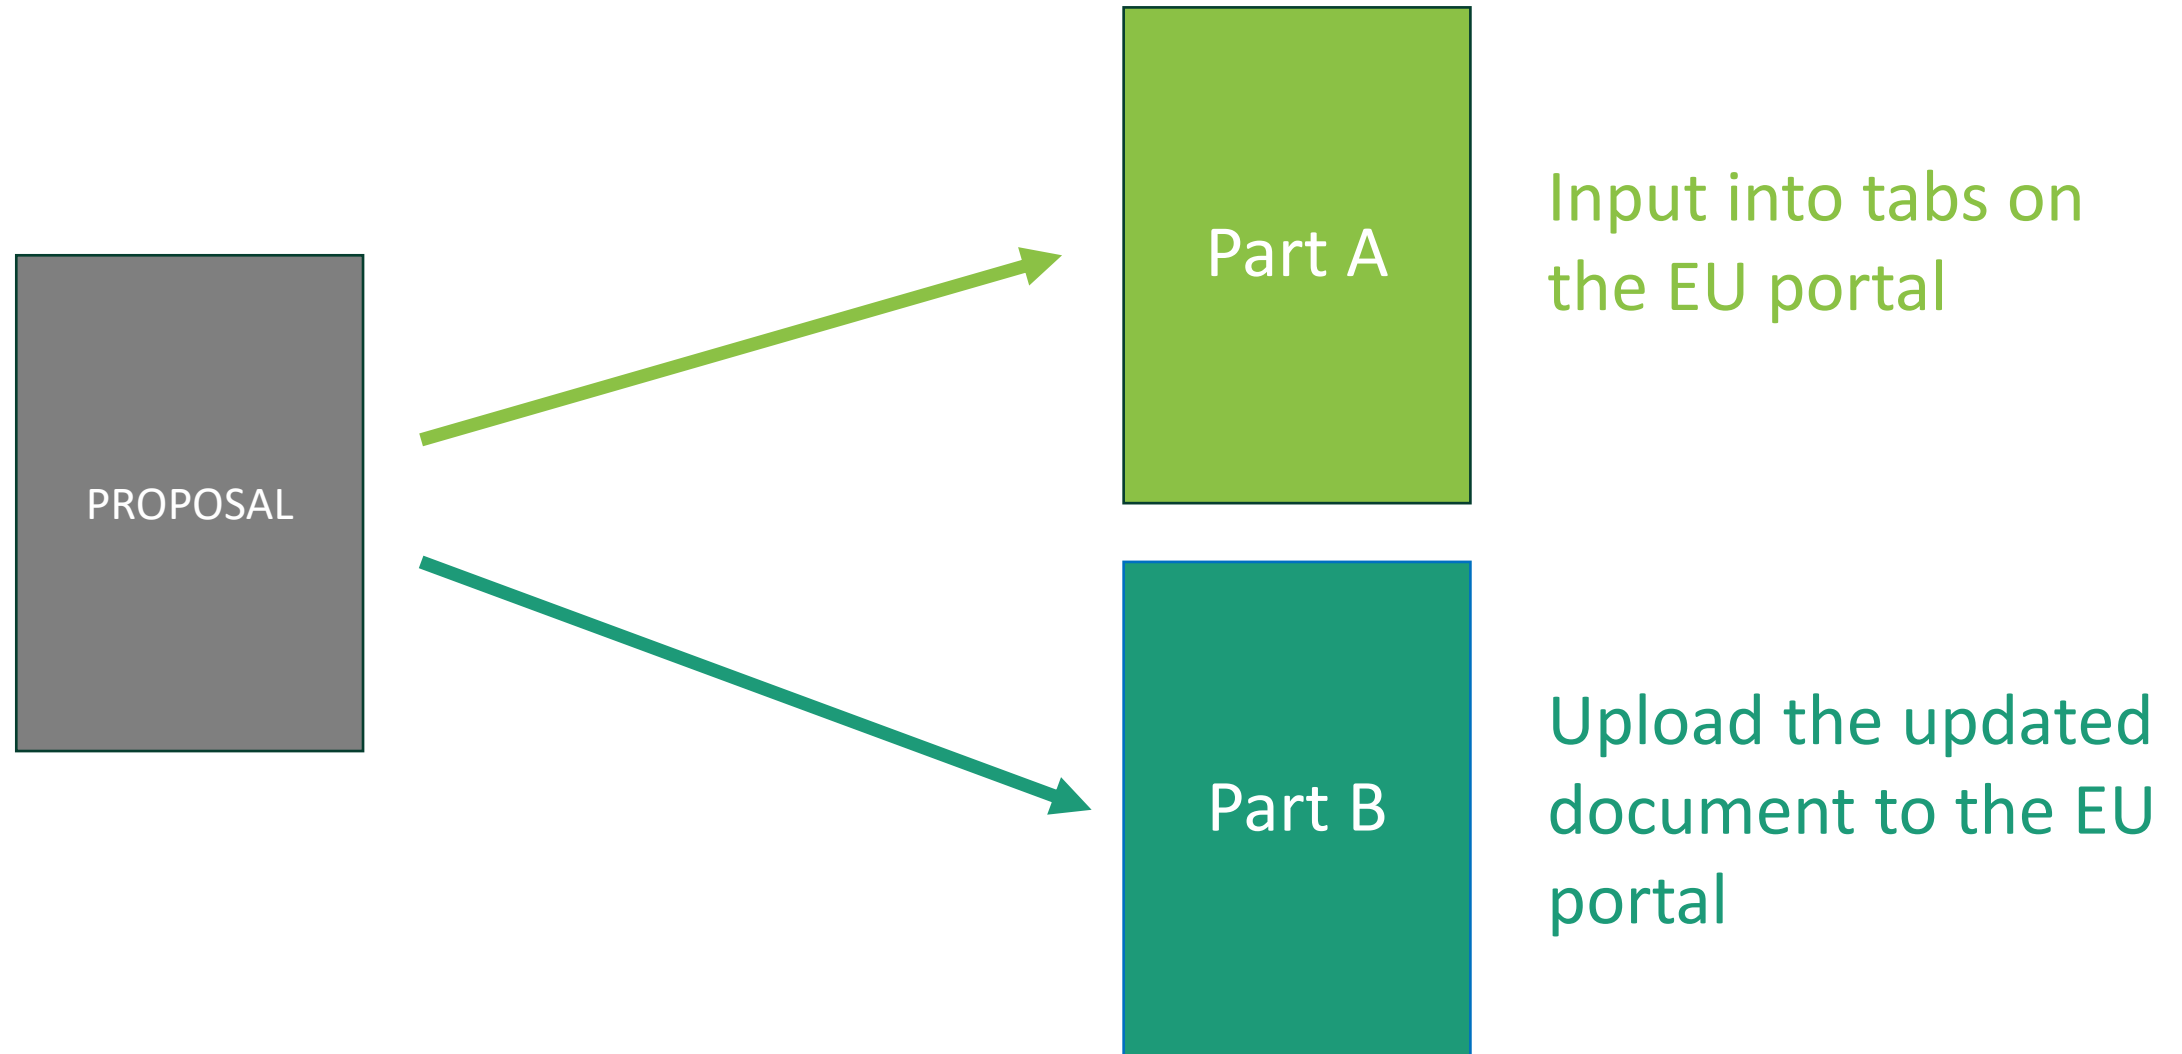 PROPOSAL
Part A
Input into tabs on
the EU portal
Part B
Upload the updated
document to the EU
portal